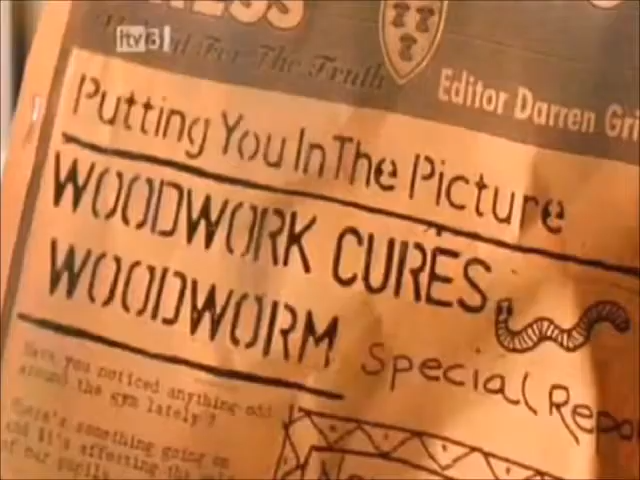 itv3
For The Truth
Editor Darren Gri
Putting You In The Picture
WOODWORK CURES
WOODWORM
Special Repo
Have you noticed anything odd
around the gym lately?
There's something going on
and it's affecting the
of our pupils